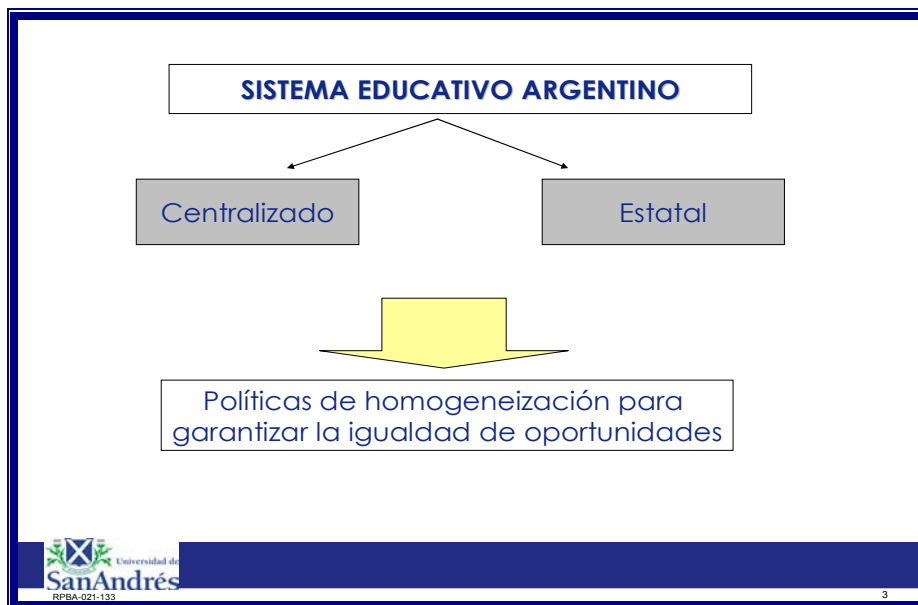 SISTEMA EDUCATIVO ARGENTINO
Centralizado
Estatal
Políticas de homogeneización para
garantizar la igualdad de oportunidades
Universidad de
SanAndrés
RPBA-021-133
3